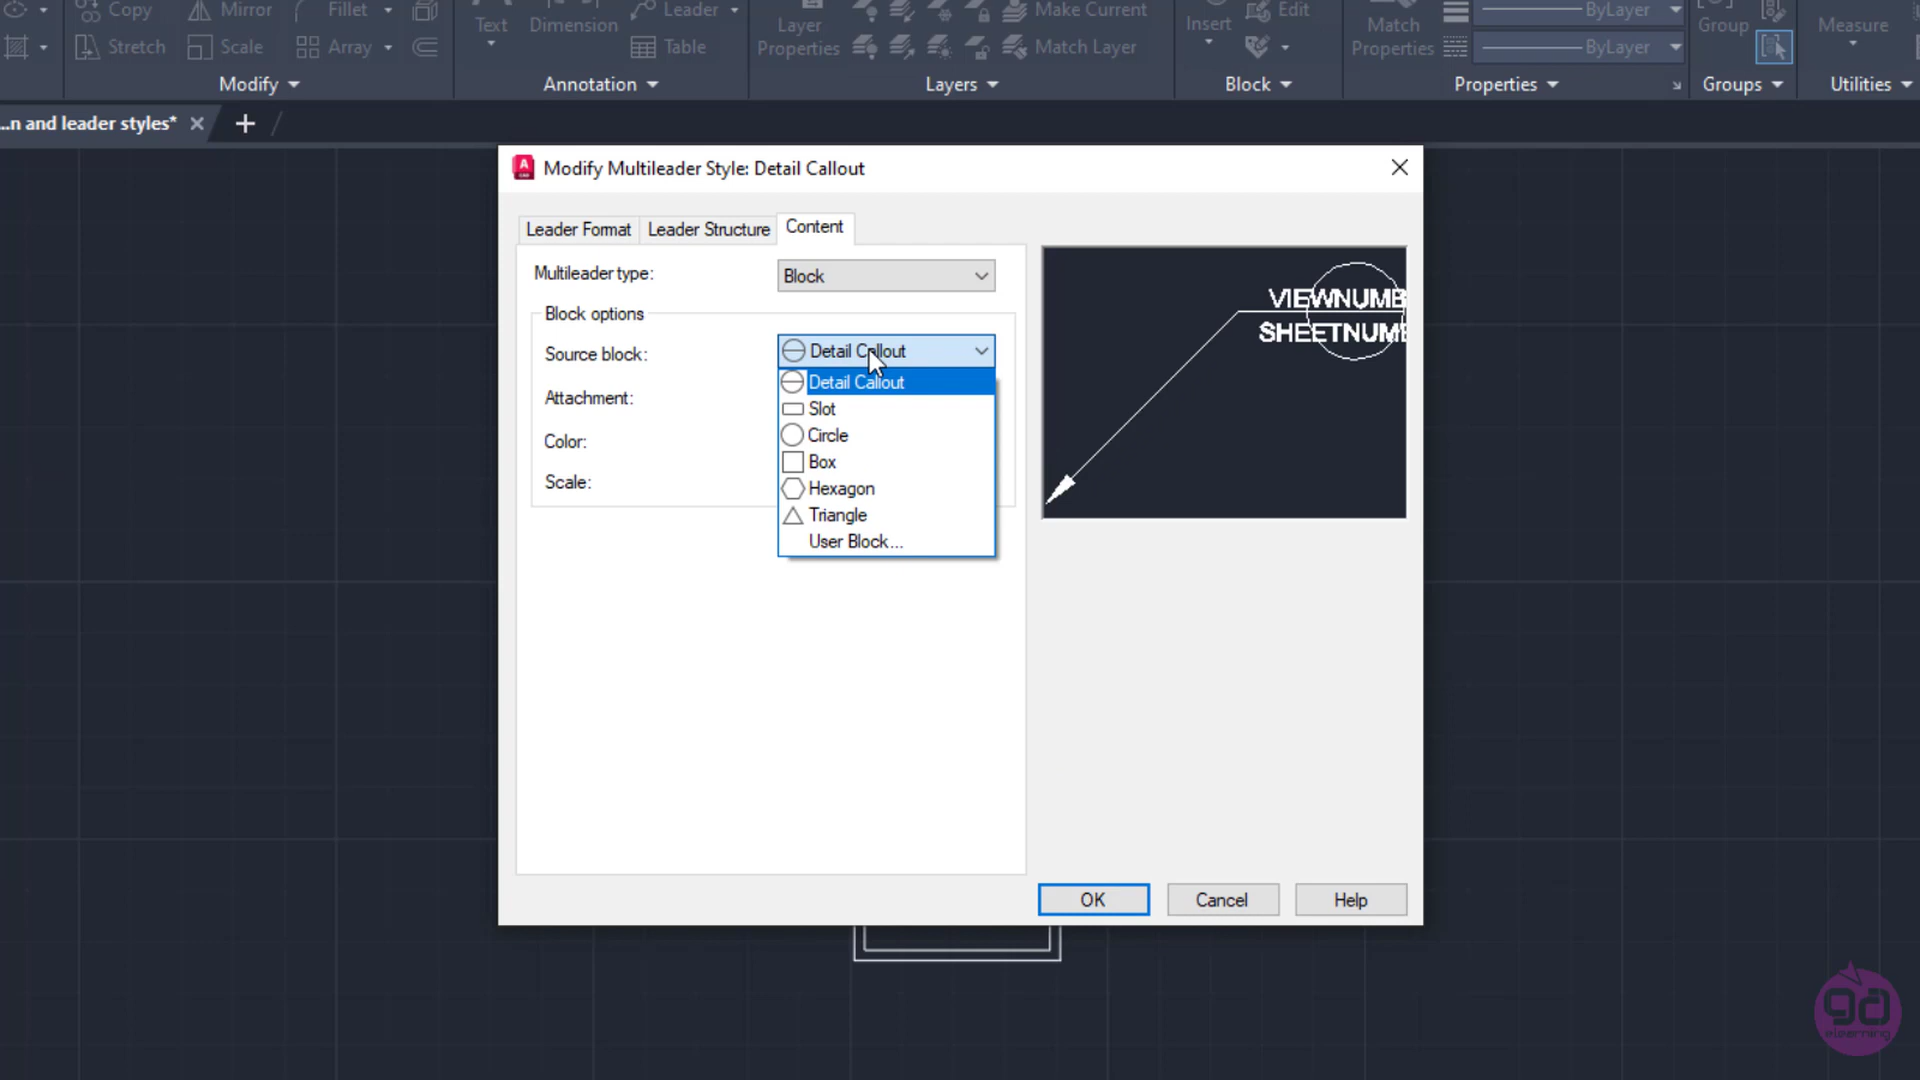 Copy Mirror Fillet Text Dimension Leader Layer Properties Make Current Insert Edit Match Properties ByLayer Group Measure
Stretch Scale Array Table Match Layer ByLayer
Modify Annotation Layers Block Properties Groups Utilities
...n and leader styles*
Modify Multileader Style: Detail Callout
Leader Format Leader Structure Content
Multileader type: Block
Block options
Source block: Detail Callout
Detail Callout
Attachment:
Slot
Circle
Color:
Box
Scale:
Hexagon
Triangle
User Block...
VIEWNUMB
SHEETNUM
OK Cancel Help
ga
elearning